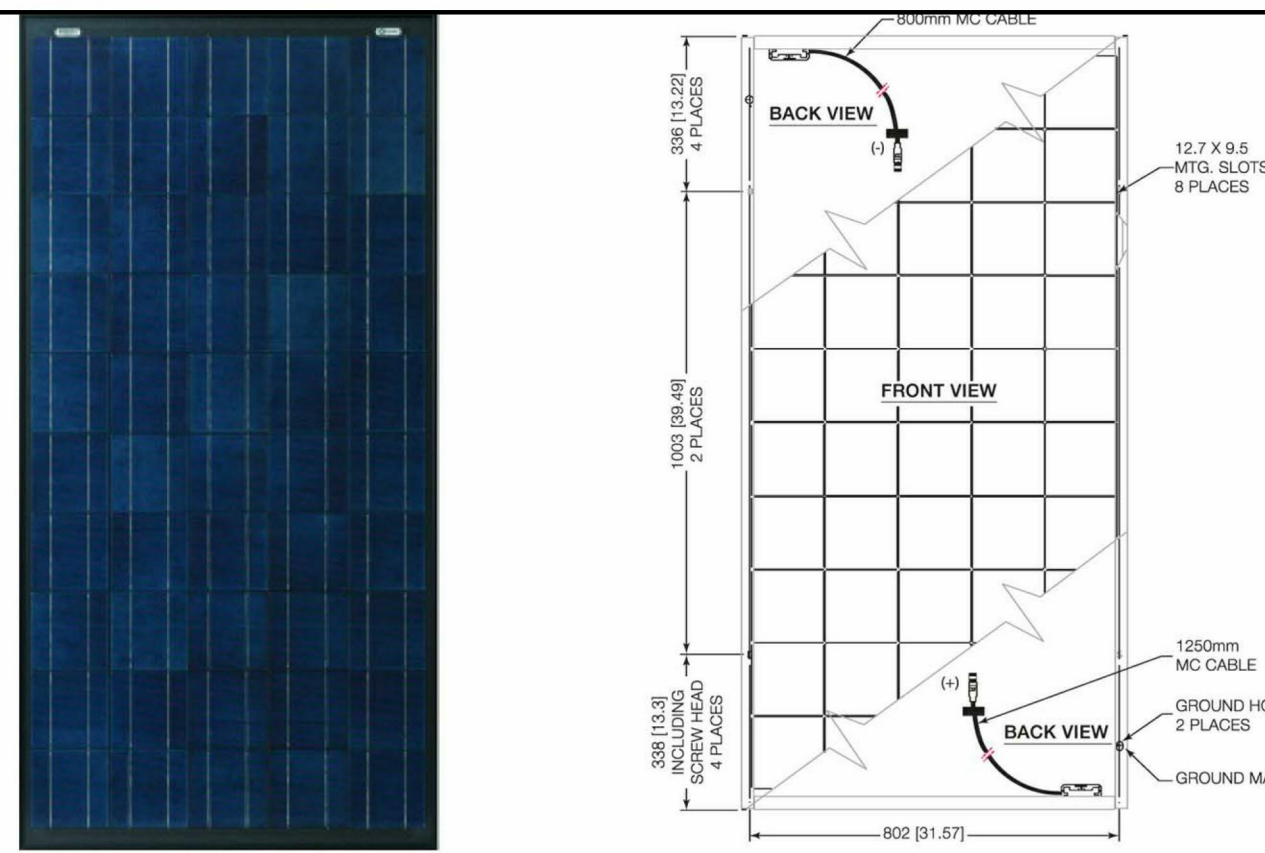 800mm MC CABLE
336 [13.22]
4 PLACES
BACK VIEW
(-)
12.7 X 9.5
MTG. SLOTS
8 PLACES
FRONT VIEW
1003 [39.49]
2 PLACES
1250mm
MC CABLE
(+)
338 [13.3]
INCLUDING
SCREW HEAD
4 PLACES
GROUND
2 PLACES
BACK VIEW
GROUND
802 [31.57]